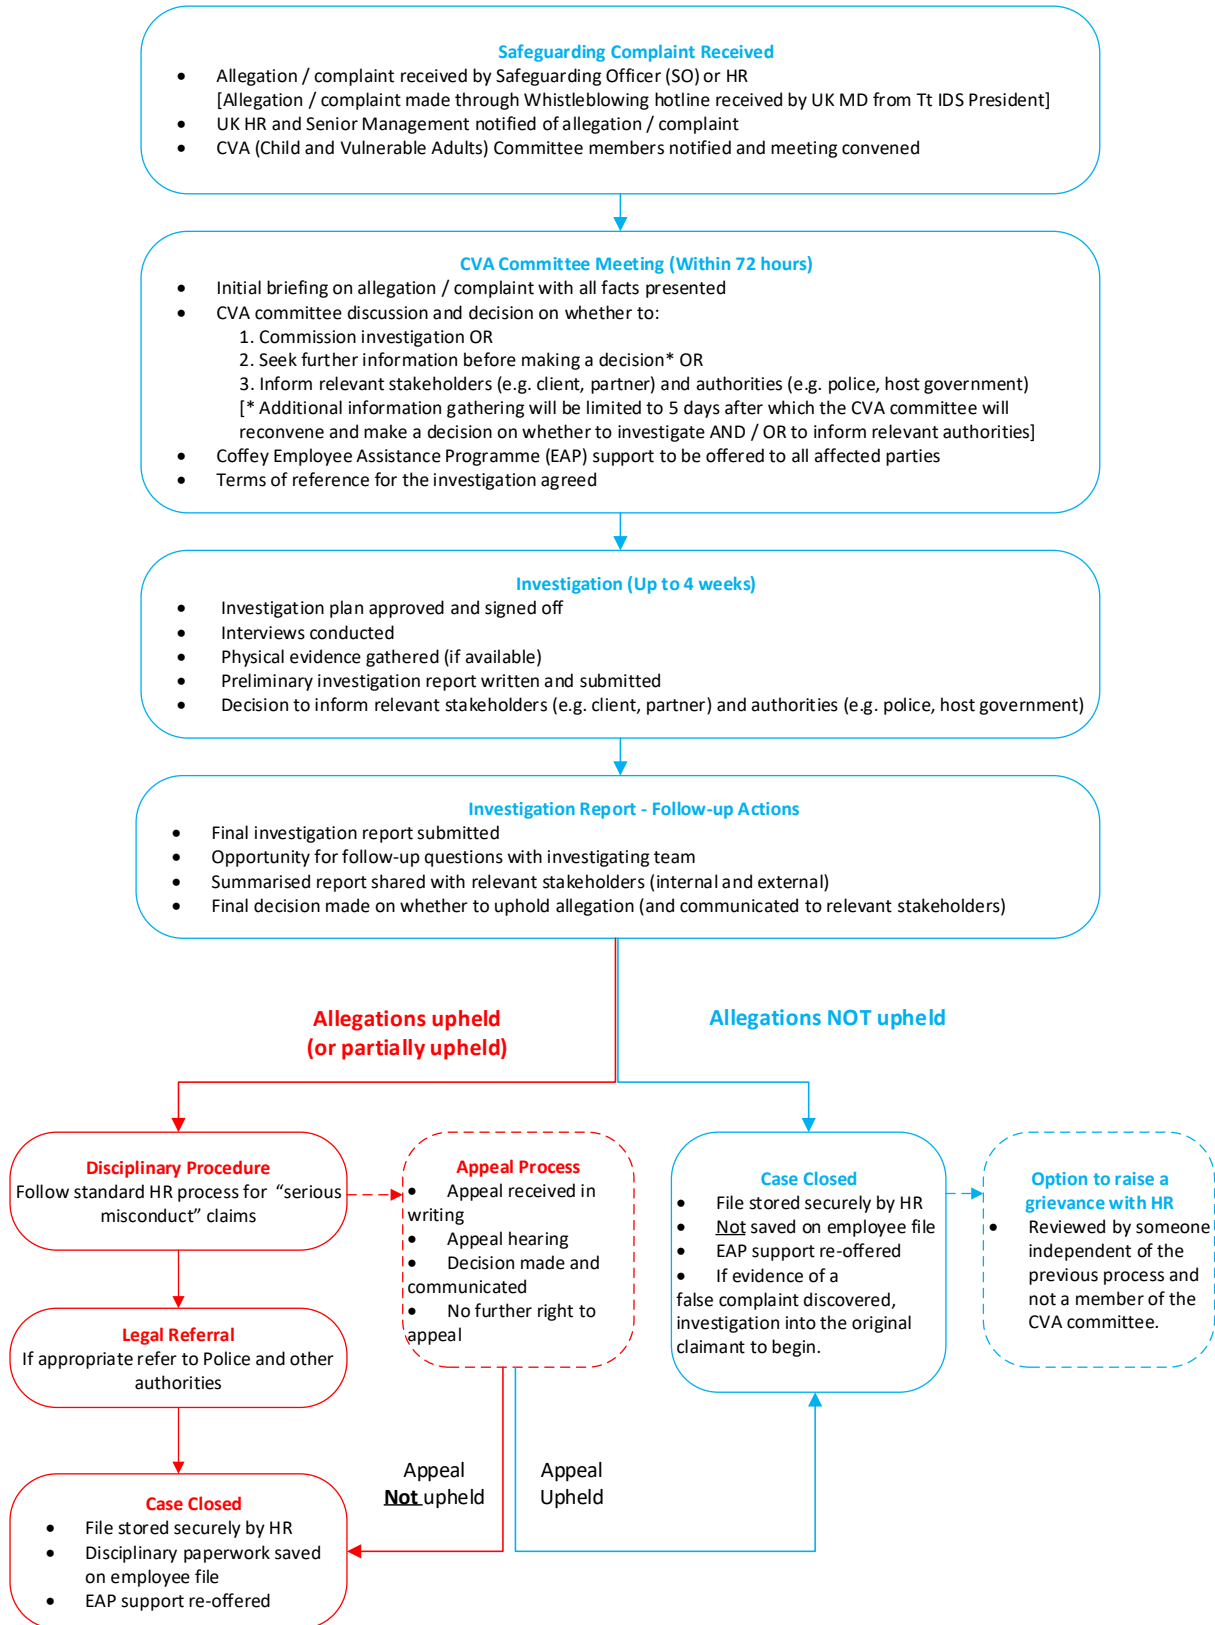 Safeguarding Complaint Received
• Allegation / complaint received by Safeguarding Officer (SO) or HR
[Allegation / complaint made through Whistleblowing hotline received by UK MD from Tt IDS President]
• UK HR and Senior Management notified of allegation / complaint
• CVA (Child and Vulnerable Adults) Committee members notified and meeting convened
CVA Committee Meeting (Within 72 hours)
• Initial briefing on allegation / complaint with all facts presented
• CVA committee discussion and decision on whether to:
1. Commission investigation OR
2. Seek further information before making a decision* OR
3. Inform relevant stakeholders (e.g. client, partner) and authorities (e.g. police, host government)
[* Additional information gathering will be limited to 5 days after which the CVA committee will
reconvene and make a decision on whether to investigate AND / OR to inform relevant authorities]
• Coffey Employee Assistance Programme (EAP) support to be offered to all affected parties
• Terms of reference for the investigation agreed
Investigation (Up to 4 weeks)
• Investigation plan approved and signed off
• Interviews conducted
• Physical evidence gathered (if available)
• Preliminary investigation report written and submitted
• Decision to inform relevant stakeholders (e.g. client, partner) and authorities (e.g. police, host government)
Investigation Report - Follow-up Actions
• Final investigation report submitted
• Opportunity for follow-up questions with investigating team
• Summarised report shared with relevant stakeholders (internal and external)
• Final decision made on whether to uphold allegation (and communicated to relevant stakeholders)
Allegations upheld
(or partially upheld)
Allegations NOT upheld
Disciplinary Procedure
Follow standard HR process for "serious
misconduct" claims
Appeal Process
• Appeal received in
writing
• Appeal hearing
• Decision made and
communicated
• No further right to
appeal
Case Closed
• File stored securely by HR
• Not saved on employee file
• EAP support re-offered
• If evidence of a
false complaint discovered,
investigation into the original
claimant to begin.
Option to raise a
grievance with HR
• Reviewed by someone
independent of the
previous process and
not a member of the
CVA committee.
Legal Referral
If appropriate refer to Police and other
authorities
Appeal
Not upheld
Appeal
Upheld
Case Closed
• File stored securely by HR
• Disciplinary paperwork saved
on employee file
• EAP support re-offered